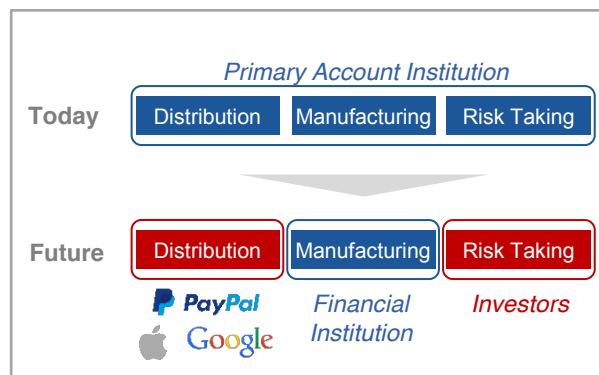 Primary Account Institution
Today
Distribution
Manufacturing
Risk Taking
Future
Distribution
Manufacturing
Risk Taking
PayPal
Google
Financial
Institution
Investors